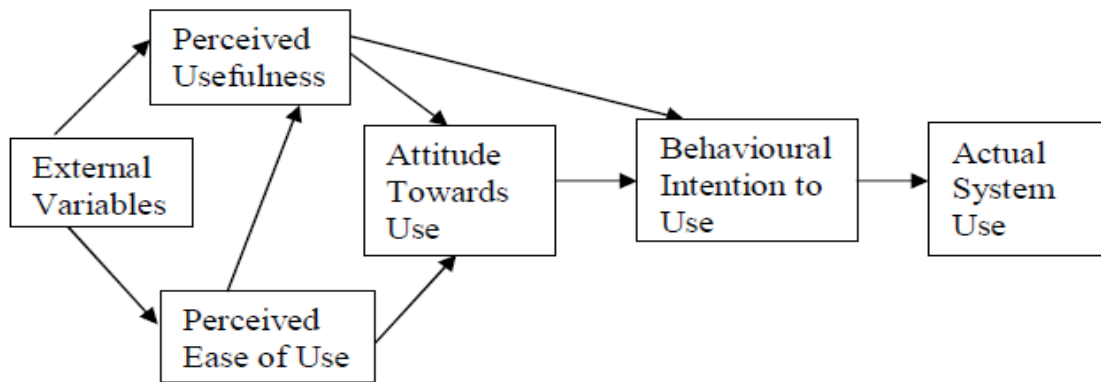 Perceived
Usefulness
External
Variables
Attitude
Towards
Use
Behavioural
Intention to
Use
Actual
System
Use
Perceived
Ease of Use